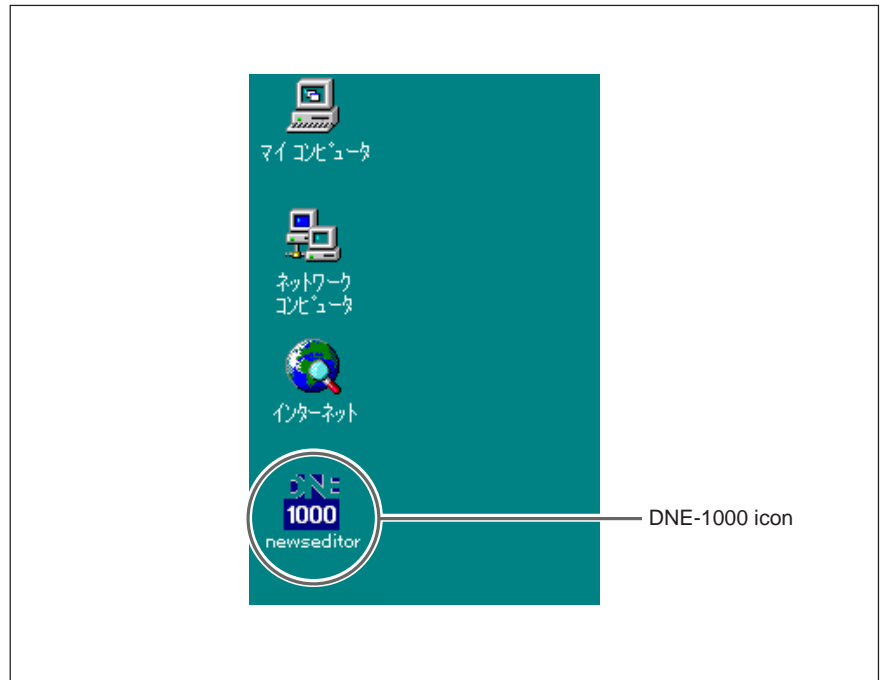 マイ コンピュータ
ネットワーク
コンピュータ
インターネット
DNE
1000
newseditor
DNE-1000 icon